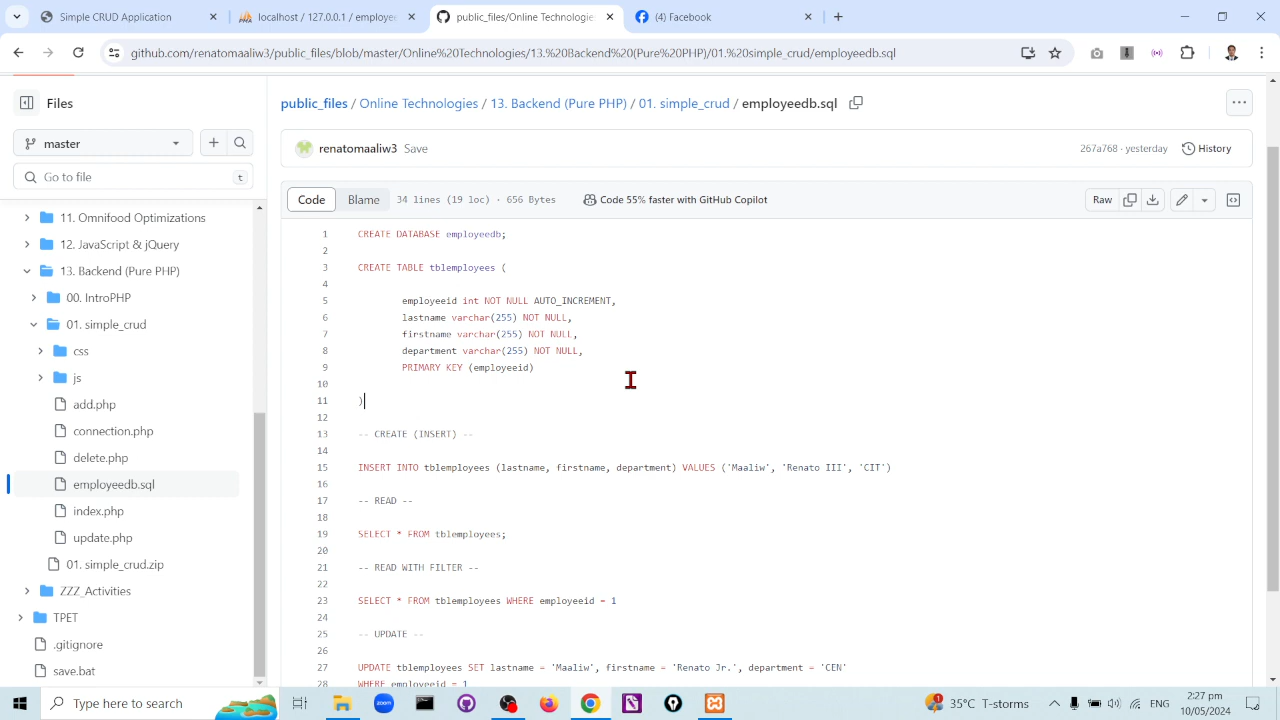 Simple CRUD Application
localhost / 127.0.0.1 / employee
public_files/Online Technologies
(4) Facebook
github.com/renatomaaliw3/public_files/blob/master/Online%20Technologies/13.%20Backend%20(Pure%20PHP)/01.%20simple_crud/employeedb.sql
Files
public_files / Online Technologies / 13. Backend (Pure PHP) / 01. simple_crud / employeedb.sql
master
renatomaaliw3 Save
267a768 · yesterday
History
Go to file
t
Code
Blame
34 lines (19 loc) · 656 Bytes
Code 55% faster with GitHub Copilot
Raw
11. Omnifood Optimizations
12. JavaScript & jQuery
13. Backend (Pure PHP)
00. IntroPHP
01. simple_crud
css
js
add.php
connection.php
delete.php
employeedb.sql
index.php
update.php
01. simple_crud.zip
ZZZ_Activities
TPET
.gitignore
save.bat
1 CREATE DATABASE employeedb;
2
3 CREATE TABLE tblemployees (
4
5 employeeid int NOT NULL AUTO_INCREMENT,
6 lastname varchar(255) NOT NULL,
7 firstname varchar(255) NOT NULL,
8 department varchar(255) NOT NULL,
9 PRIMARY KEY (employeeid)
10
11 )
12
13 -- CREATE (INSERT) --
14
15 INSERT INTO tblemployees (lastname, firstname, department) VALUES ('Maaliw', 'Renato III', 'CIT')
16
17 -- READ --
18
19 SELECT * FROM tblemployees;
20
21 -- READ WITH FILTER --
22
23 SELECT * FROM tblemployees WHERE employeeid = 1
24
25 -- UPDATE --
26
27 UPDATE tblemployees SET lastname = 'Maaliw', firstname = 'Renato Jr.', department = 'CEN'
28 WHERE employeeid = 1
Type here to search
zoom
1
35°C T-storms
ENG
2:27 pm
10/05/2024